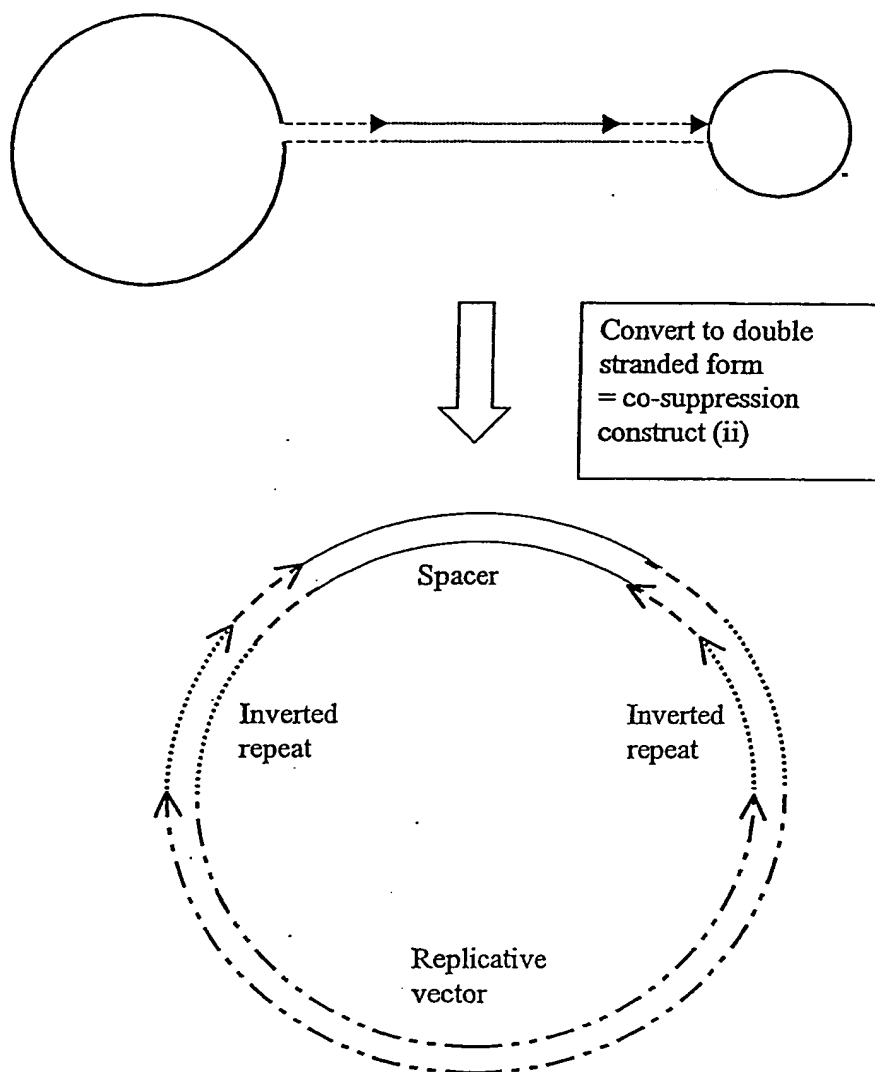 Convert to double
stranded form
= co-suppression
construct (ii)
Spacer
Inverted
repeat
Inverted
repeat
Replicative
vector